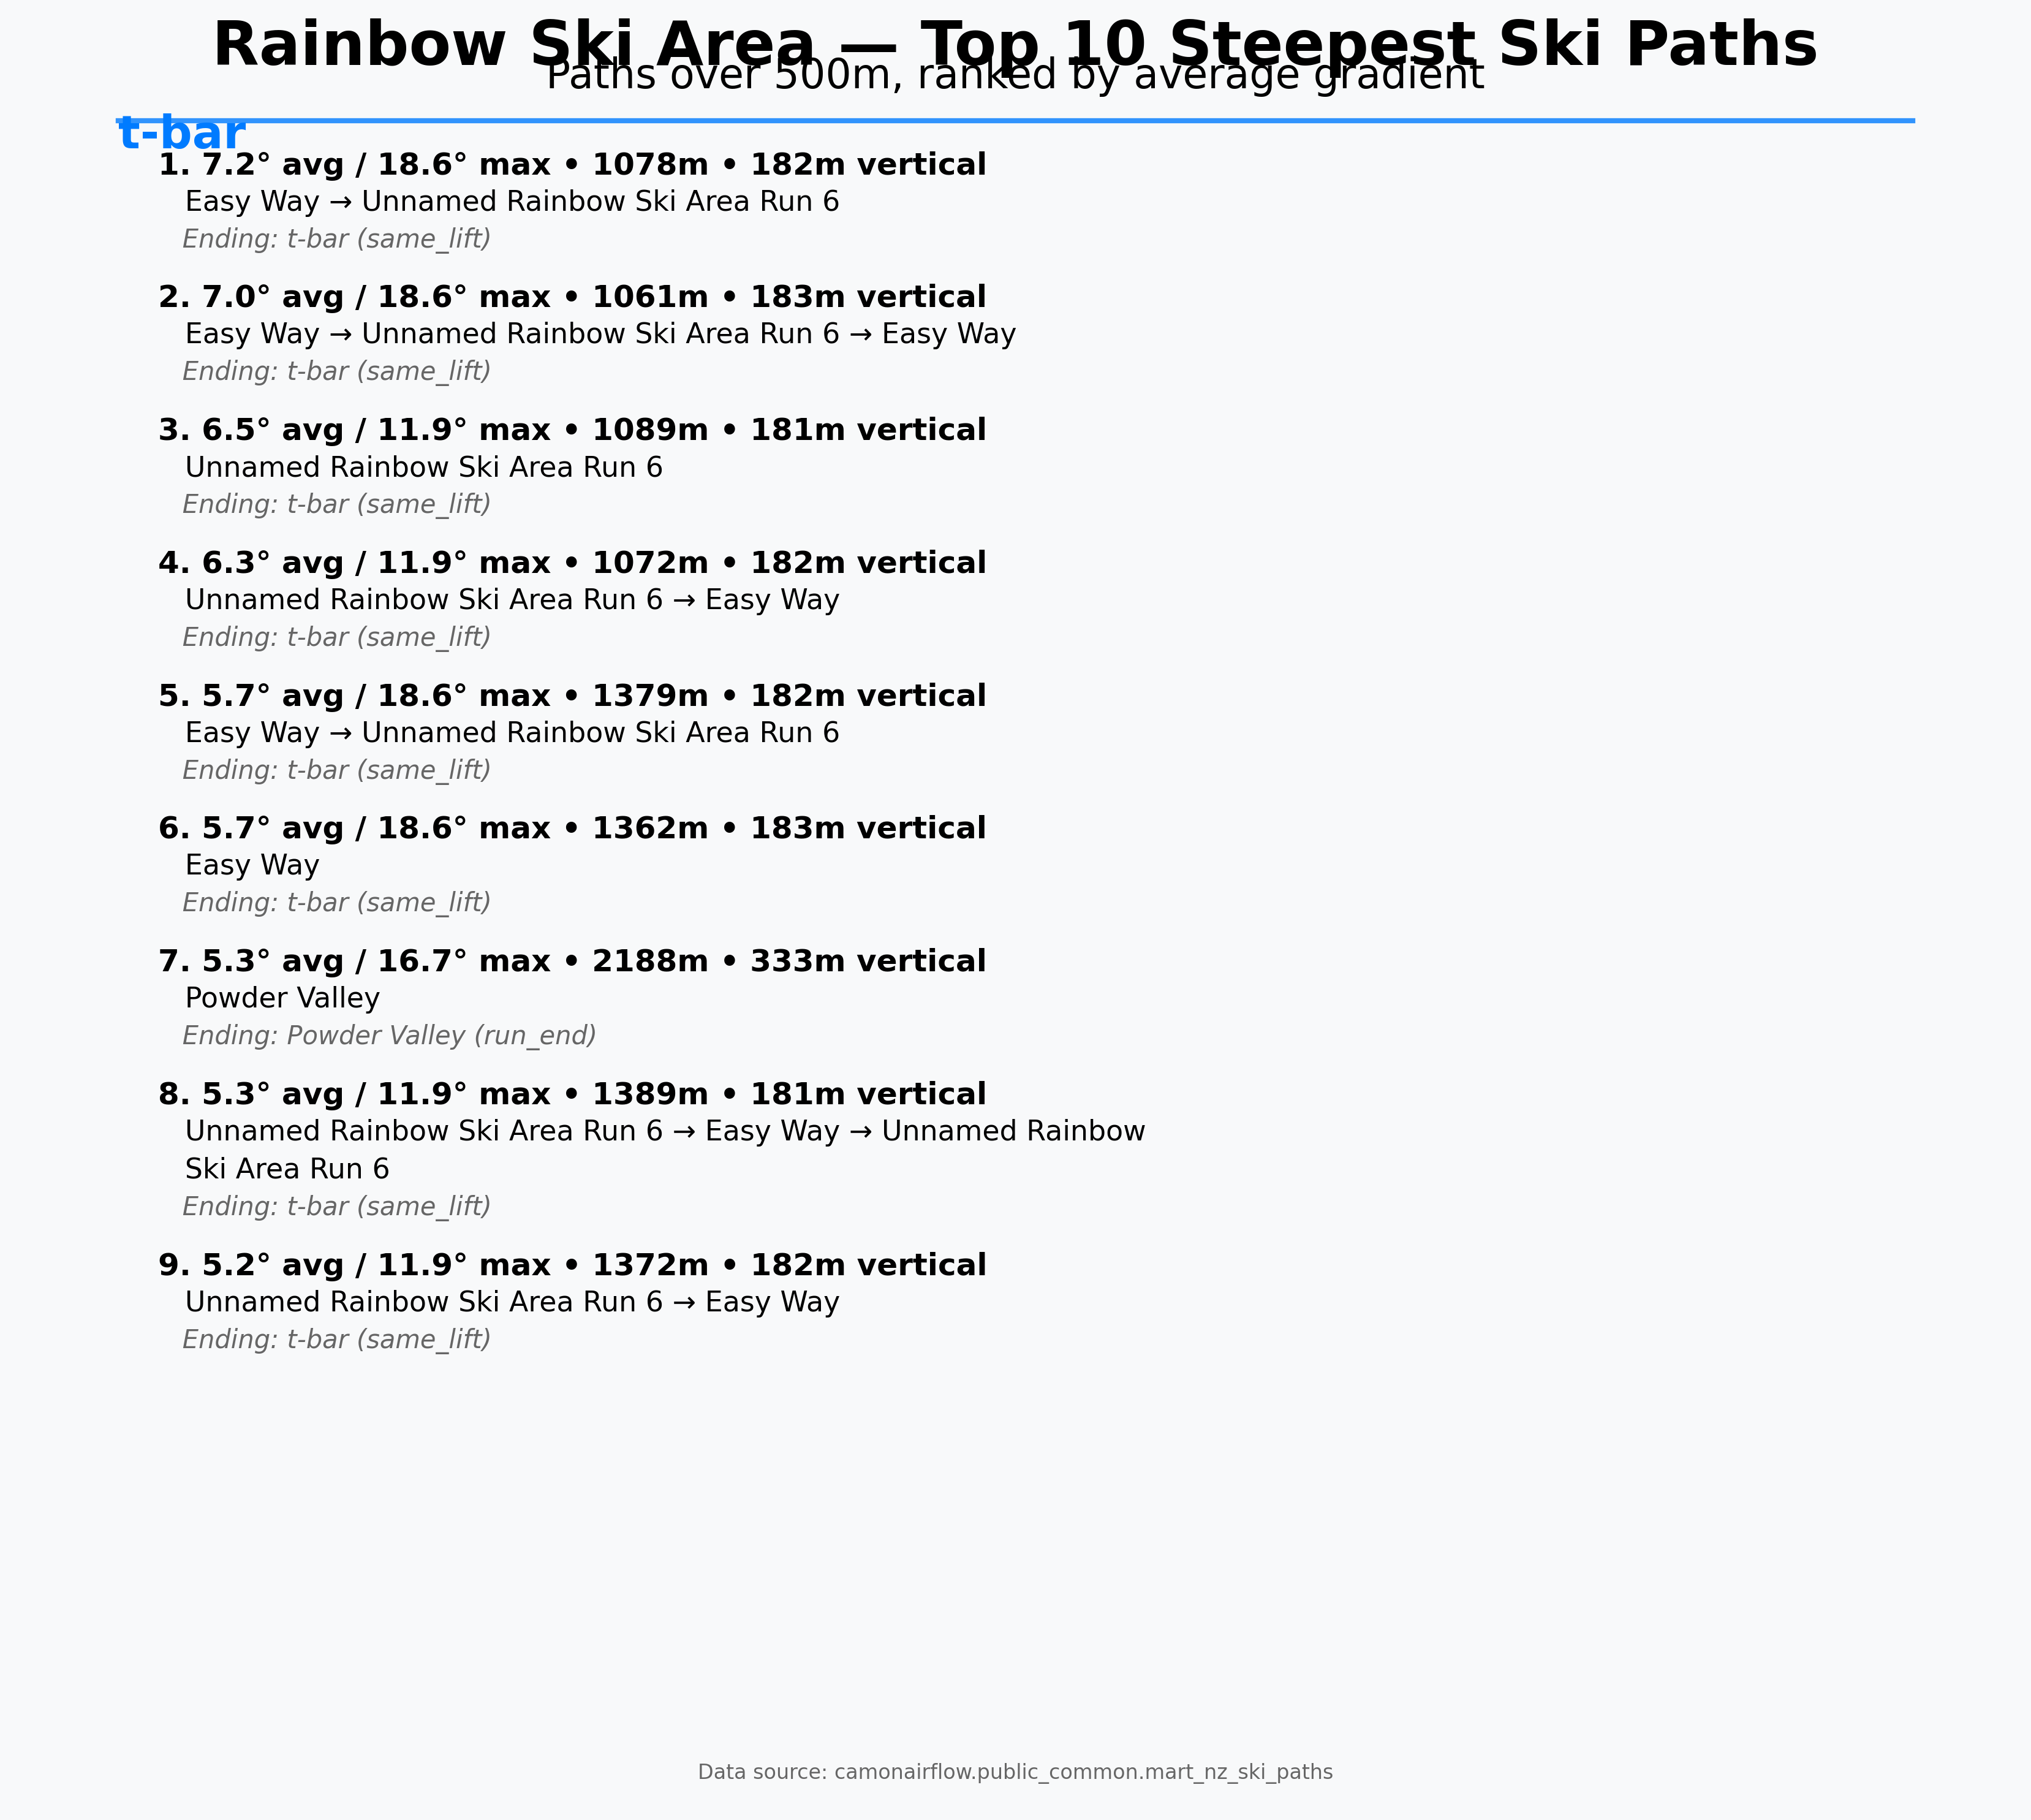 Rainbow Ski Area — Top 10 Steepest Ski Paths
Paths over 500m, ranked by average gradient
t-bar
1. 7.2° avg / 18.6° max • 1078m • 182m vertical
Easy Way → Unnamed Rainbow Ski Area Run 6
Ending: t-bar (same_lift)
2. 7.0° avg / 18.6° max • 1061m • 183m vertical
Easy Way → Unnamed Rainbow Ski Area Run 6 → Easy Way
Ending: t-bar (same_lift)
3. 6.5° avg / 11.9° max • 1089m • 181m vertical
Unnamed Rainbow Ski Area Run 6
Ending: t-bar (same_lift)
4. 6.3° avg / 11.9° max • 1072m • 182m vertical
Unnamed Rainbow Ski Area Run 6 → Easy Way
Ending: t-bar (same_lift)
5. 5.7° avg / 18.6° max • 1379m • 182m vertical
Easy Way → Unnamed Rainbow Ski Area Run 6
Ending: t-bar (same_lift)
6. 5.7° avg / 18.6° max • 1362m • 183m vertical
Easy Way
Ending: t-bar (same_lift)
7. 5.3° avg / 16.7° max • 2188m • 333m vertical
Powder Valley
Ending: Powder Valley (run_end)
8. 5.3° avg / 11.9° max • 1389m • 181m vertical
Unnamed Rainbow Ski Area Run 6 → Easy Way → Unnamed Rainbow
Ski Area Run 6
Ending: t-bar (same_lift)
9. 5.2° avg / 11.9° max • 1372m • 182m vertical
Unnamed Rainbow Ski Area Run 6 → Easy Way
Ending: t-bar (same_lift)
Data source: camonairflow.public_common.mart_nz_ski_paths